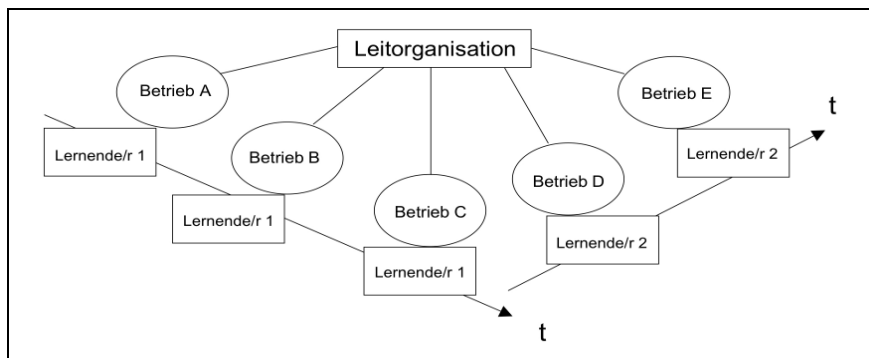 Leitorganisation
Betrieb A
Betrieb E
t
Lernende/r 1
Betrieb B
Lernende/r 2
Betrieb D
Lernende/r 1
Betrieb C
Lernende/r 2
Lernende/r 1
t